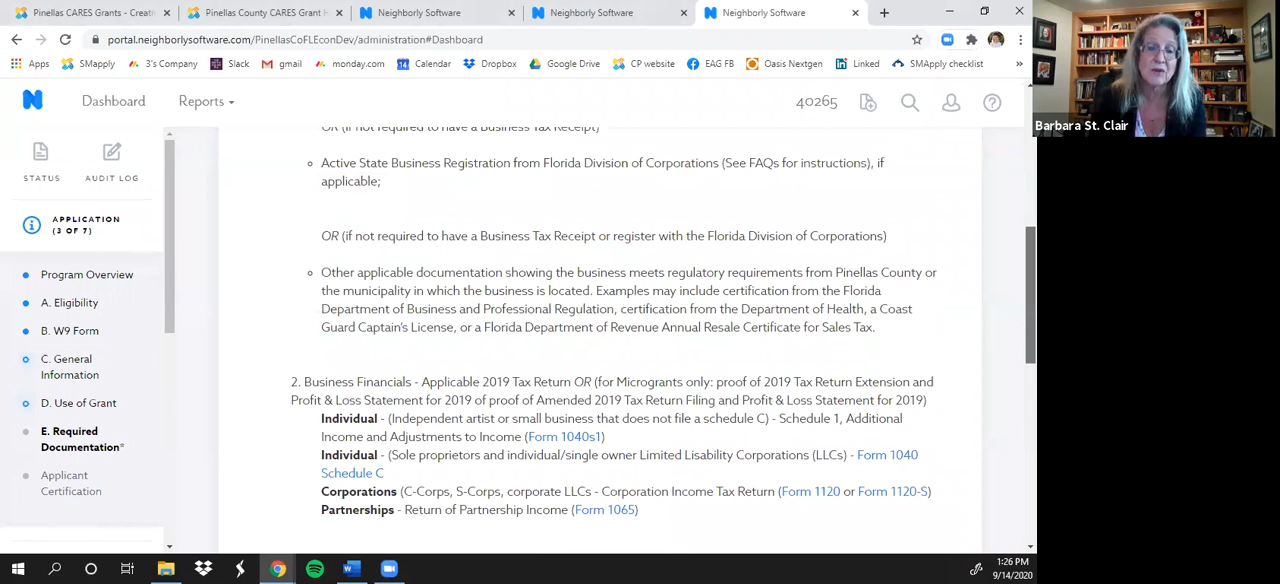 Pinellas CARES Grants - Creati
Pinellas County CARES Grant H
Neighborly Software
Neighborly Software
Neighborly Software
portal.neighborlysoftware.com/PinellasCoFLEconDev/administration#Dashboard
Apps
SMapply
3's Company
Slack
gmail
monday.com
Calendar
Dropbox
Google Drive
CP website
EAG FB
Oasis Nextgen
Linked
SMApply checklist
»
N
Dashboard
Reports
40265
Barbara St. Clair
STATUS
AUDIT LOG
APPLICATION
(3 OF 7)
Program Overview
A. Eligibility
B. W9 Form
C. General
Information
D. Use of Grant
E. Required
Documentation*
Applicant
Certification
OR (if not required to have a Business Tax Receipt)
Active State Business Registration from Florida Division of Corporations (See FAQs for instructions), if
applicable;
OR (if not required to have a Business Tax Receipt or register with the Florida Division of Corporations)
Other applicable documentation showing the business meets regulatory requirements from Pinellas County or
the municipality in which the business is located. Examples may include certification from the Florida
Department of Business and Professional Regulation, certification from the Department of Health, a Coast
Guard Captain's License, or a Florida Department of Revenue Annual Resale Certificate for Sales Tax.
2. Business Financials - Applicable 2019 Tax Return OR (for Microgrants only: proof of 2019 Tax Return Extension and
Profit & Loss Statement for 2019 of proof of Amended 2019 Tax Return Filing and Profit & Loss Statement for 2019)
Individual - (Independent artist or small business that does not file a schedule C) - Schedule 1, Additional
Income and Adjustments to Income (Form 1040s1)
Individual - (Sole proprietors and individual/single owner Limited Lisability Corporations (LLCs) - Form 1040
Schedule C
Corporations (C-Corps, S-Corps, corporate LLCs - Corporation Income Tax Return (Form 1120 or Form 1120-S)
Partnerships - Return of Partnership Income (Form 1065)
1:26 PM
9/14/2020